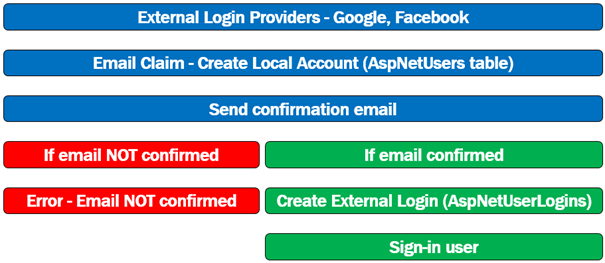 External Login Providers - Google, Facebook
Email Claim - Create Local Account (AspNetUsers table)
Send confirmation email
If email NOT confirmed
If email confirmed
Error - Email NOT confirmed
Create External Login (AspNetUserLogins)
Sign-in user